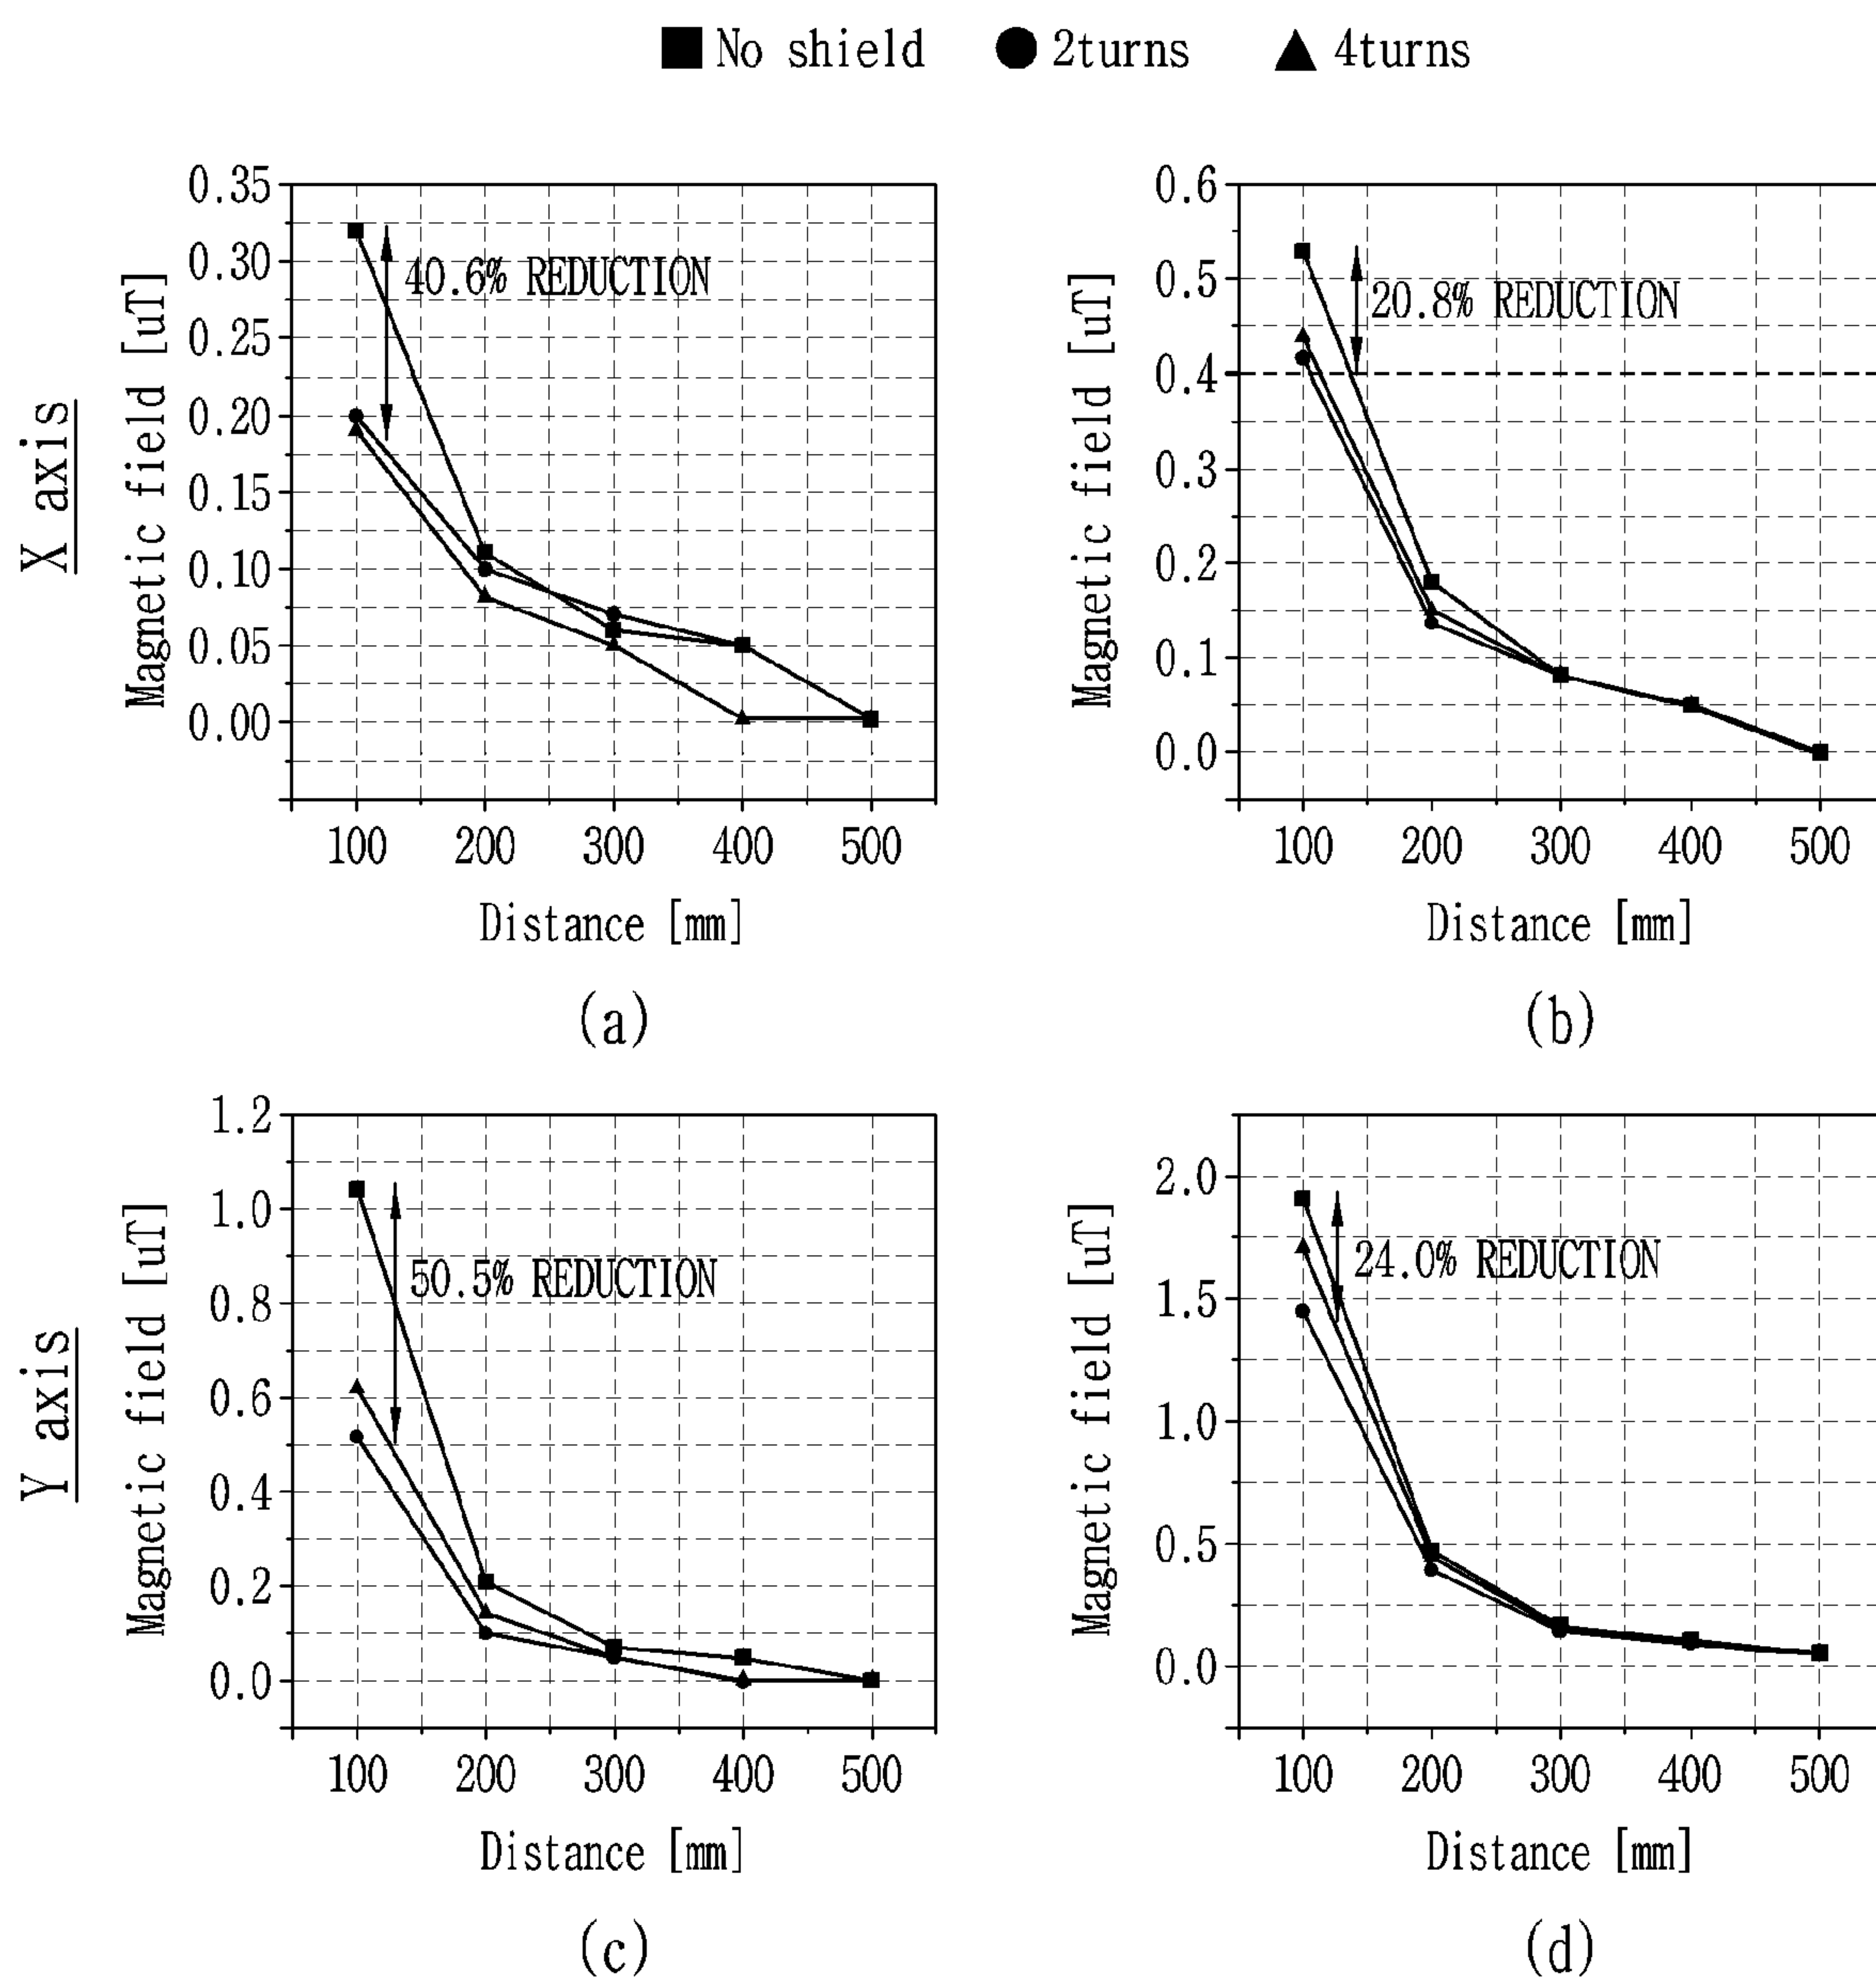 No shield 2turns 4turns
X axis
Magnetic field [uT]
0.35
0.30
0.25
0.20
0.15
0.10
0.05
0.00
40.6% REDUCTION
100 200 300 400 500
Distance [mm]
(a)
Magnetic field [uT]
0.6
0.5
0.4
0.3
0.2
0.1
0.0
20.8% REDUCTION
100 200 300 400 500
Distance [mm]
(b)
Y axis
Magnetic field [uT]
1.2
1.0
0.8
0.6
0.4
0.2
0.0
50.5% REDUCTION
100 200 300 400 500
Distance [mm]
(c)
Magnetic field [uT]
2.0
1.5
1.0
0.5
0.0
24.0% REDUCTION
100 200 300 400 500
Distance [mm]
(d)